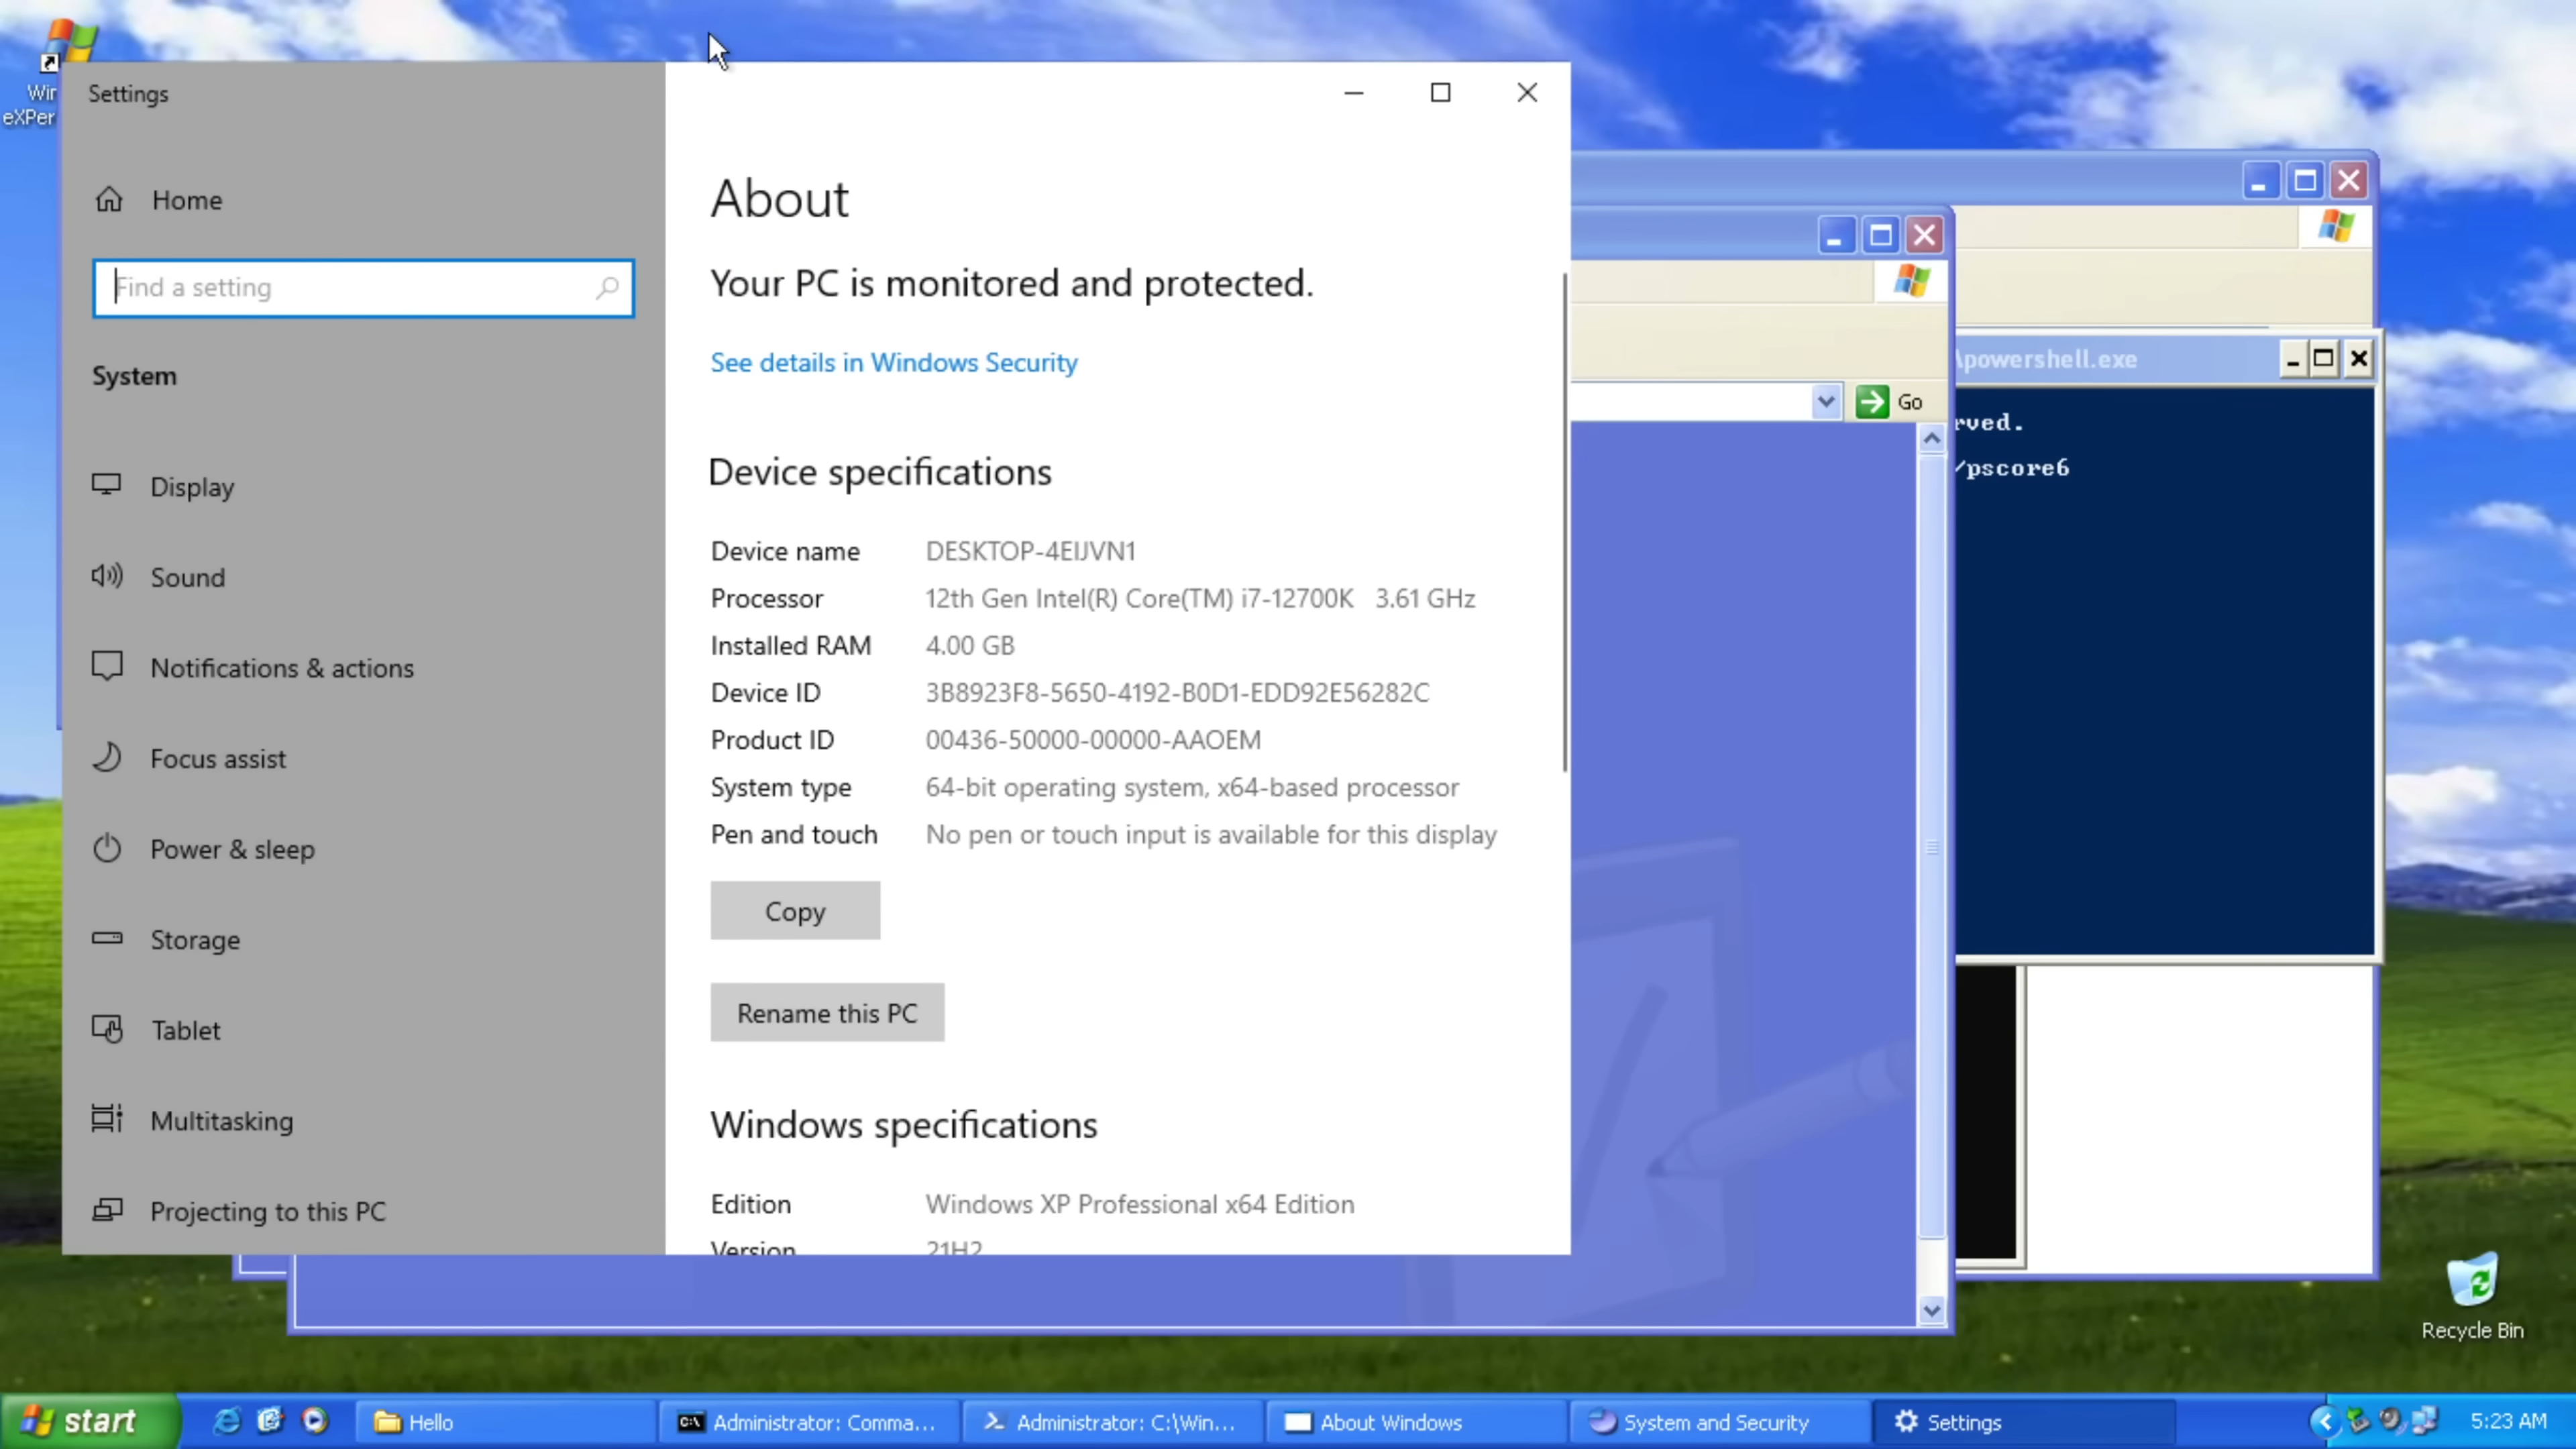 Win
eXPer
Settings
Home
Find a setting
System
Display
Sound
Notifications & actions
Focus assist
Power & sleep
Storage
Tablet
Multitasking
Projecting to this PC
About
Your PC is monitored and protected.
See details in Windows Security
Device specifications
Device name DESKTOP-4EIJVN1
Processor 12th Gen Intel(R) Core(TM) i7-12700K 3.61 GHz
Installed RAM 4.00 GB
Device ID 3B8923F8-5650-4192-B0D1-EDD92E56282C
Product ID 00436-50000-00000-AAOEM
System type 64-bit operating system, x64-based processor
Pen and touch No pen or touch input is available for this display
Copy
Rename this PC
Windows specifications
Edition Windows XP Professional x64 Edition
Version 21H2
Go
\powershell.exe
rved.
/pscore6
Recycle Bin
start
Hello
Administrator: Comma...
Administrator: C:\Win...
About Windows
System and Security
Settings
5:23 AM